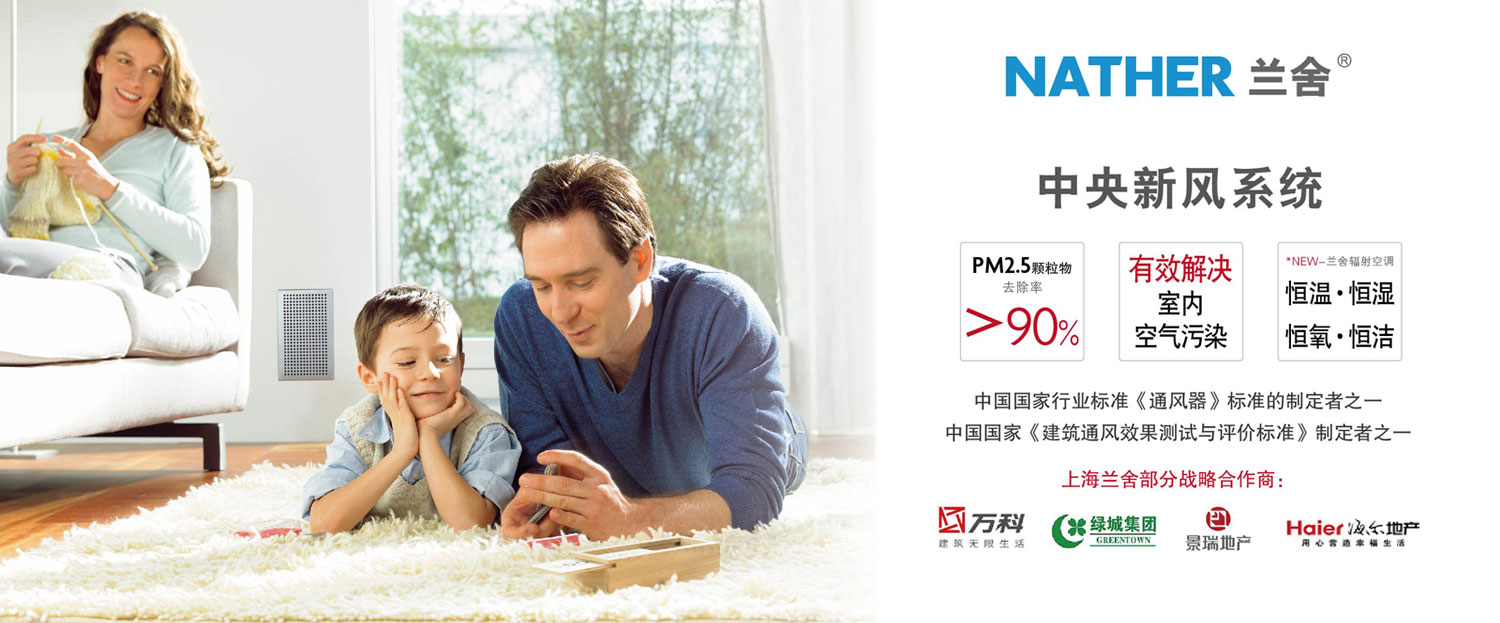 NATHER 兰舍®
中央新风系统
PM2.5颗粒物
去除率
>90%
有效解决
室内
空气污染
*NEW-兰舍辐射空调
恒温·恒湿
恒氧·恒洁
中国国家行业标准《通风器》标准的制定者之一
中国国家《建筑通风效果测试与评价标准》制定者之一
上海兰舍部分战略合作商：
万科
建筑无限生活
绿城集团
GREENTOWN
景瑞地产
Haier 海尔地产
用心营造幸福生活